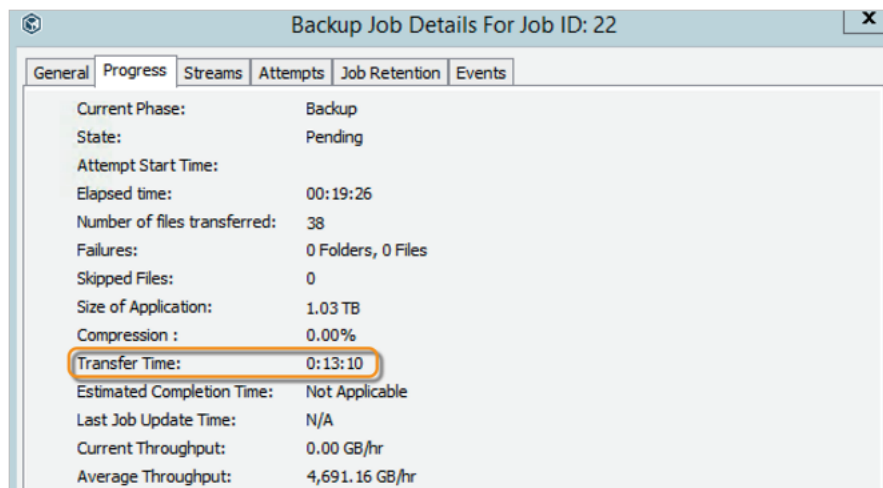 Backup Job Details For Job ID: 22
X
General Progress Streams Attempts Job Retention Events
Current Phase: Backup
State: Pending
Attempt Start Time:
Elapsed time: 00:19:26
Number of files transferred: 38
Failures: 0 Folders, 0 Files
Skipped Files: 0
Size of Application: 1.03 TB
Compression : 0.00%
Transfer Time: 0:13:10
Estimated Completion Time: Not Applicable
Last Job Update Time: N/A
Current Throughput: 0.00 GB/hr
Average Throughput: 4,691.16 GB/hr